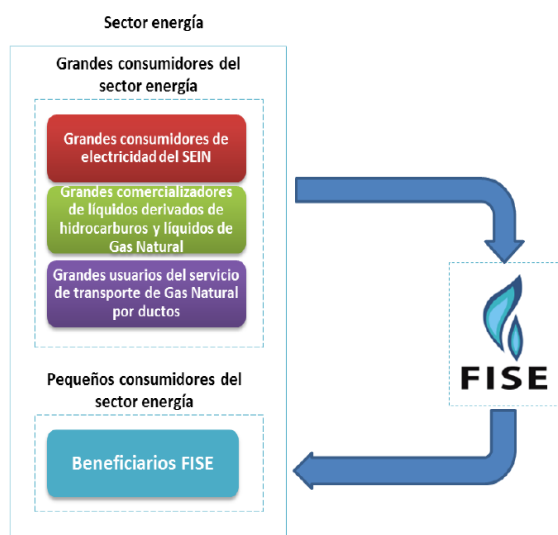 Sector energía
Grandes consumidores del
sector energía
Grandes consumidores de
electricidad del SEIN
Grandes comercializadores
de líquidos derivados de
hidrocarburos y líquidos de
Gas Natural
Grandes usuarios del servicio
de transporte de Gas Natural
por ductos
FISE
Pequeños consumidores del
sector energía
Beneficiarios FISE